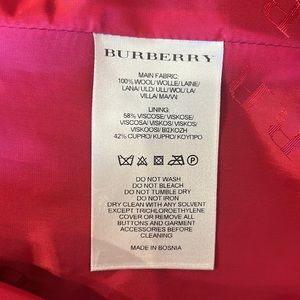 BURBERRY
MAIN FABRIC:
100% WOOL/ WOLLE/ LAINE/
LANA/ ULD/ ULL/ WOL/ LA/
VILLA/ MAλλΙ
LINING:
58% VISCOSE/ VISKOSE/
VISCOSA/ VISKOS/ VISKOS/
VISKOOSI/ ΒΙΣΚΟΖΗ
42% CUPRO/ KUPRO/ ΚΟΥΠΡΟ
DO NOT WASH
DO NOT BLEACH
DO NOT TUMBLE DRY
DO NOT IRON
DRY CLEAN WITH ANY SOLVENT
EXCEPT TRICHLOROETHYLENE
COVER OR REMOVE ALL
BUTTONS AND GARMENT
ACCESSORIES BEFORE
CLEANING
MADE IN BOSNIA